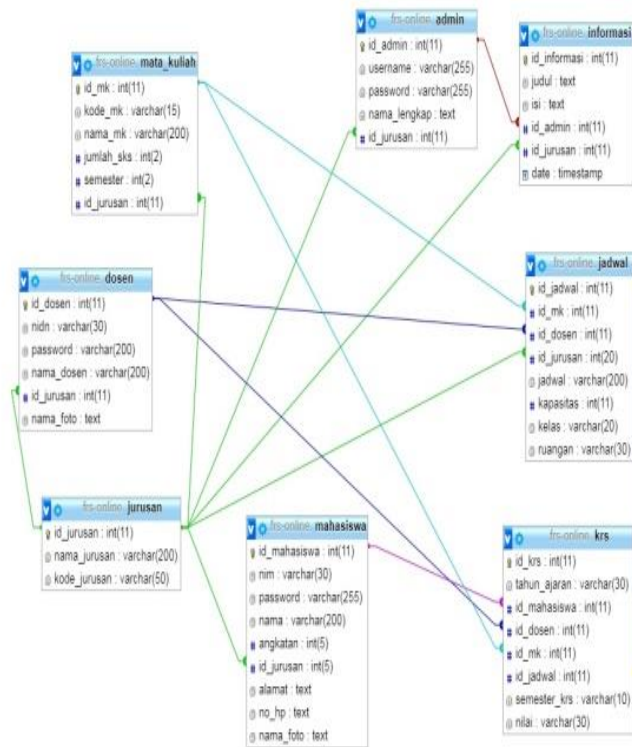 frs-online admin
id_admin : int(11)
username : varchar(255)
password : varchar(255)
nama_lengkap : text
id_jurusan : int(11)
frs-online informasi
id_informasi : int(11)
judul : text
isi : text
id_admin : int(11)
id_jurusan : int(11)
date : timestamp
frs-online mata_kuliah
id_mk : int(11)
kode_mk : varchar(15)
nama_mk : varchar(200)
jumlah_sks : int(2)
semester : int(2)
id_jurusan : int(11)
frs-online dosen
id_dosen : int(11)
nidn : varchar(30)
password : varchar(200)
nama_dosen : varchar(200)
id_jurusan : int(11)
nama_foto : text
frs-online jadwal
id_jadwal : int(11)
id_mk : int(11)
id_dosen : int(11)
id_jurusan : int(20)
jadwal : varchar(200)
kapasitas : int(11)
kelas : varchar(20)
ruangan : varchar(30)
frs-online jurusan
id_jurusan : int(11)
nama_jurusan : varchar(200)
kode_jurusan : varchar(50)
frs-online mahasiswa
id_mahasiswa : int(11)
nim : varchar(30)
password : varchar(255)
nama : varchar(200)
angkatan : int(5)
id_jurusan : int(5)
alamat : text
no_hp : text
nama_foto : text
frs-online krs
id_krs : int(11)
tahun_ajaran : varchar(30)
id_mahasiswa : int(11)
id_dosen : int(11)
id_mk : int(11)
id_jadwal : int(11)
semester_krs : varchar(10)
nilai : varchar(30)